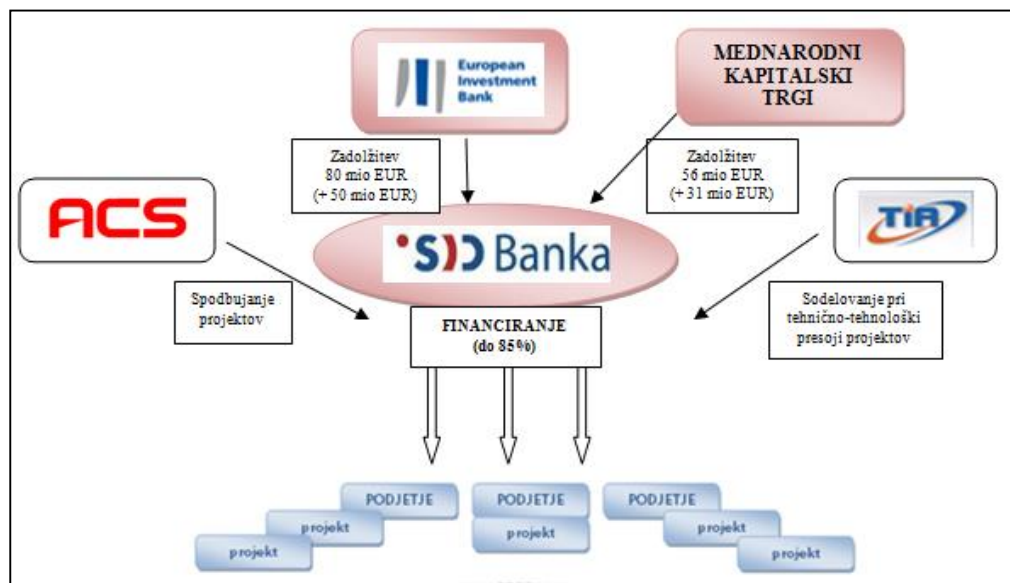 European
Investment
Bank
MEDNARODNI
KAPITALSKI
TRGI
Zadolžitev
80 mio EUR
(+ 50 mio EUR)
Zadolžitev
56 mio EUR
(+ 31 mio EUR)
ACS
SID Banka
TIA
Spodbujanje
projektov
FINANCIRANJE
(do 85%)
Sodelovanje pri
tehnično-tehnološki
presoji projektov
PODJETJE
projekt
projekt
PODJETJE
projekt
PODJETJE
projekt
projekt